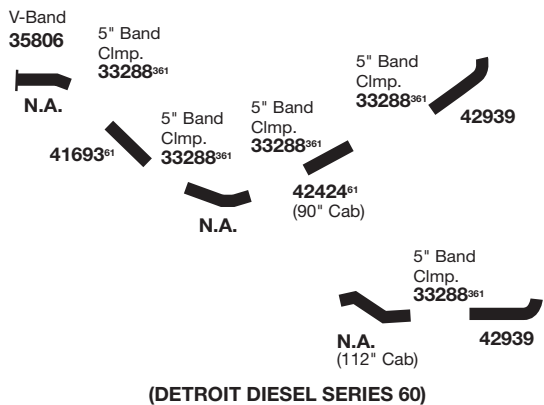 V-Band
35806
N.A.
5" Band
Clmp.
33288³⁶¹
41693⁶¹
5" Band
Clmp.
33288³⁶¹
N.A.
5" Band
Clmp.
33288³⁶¹
42424⁶¹
(90" Cab)
5" Band
Clmp.
33288³⁶¹
42939
N.A.
(112" Cab)
5" Band
Clmp.
33288³⁶¹
42939
(DETROIT DIESEL SERIES 60)